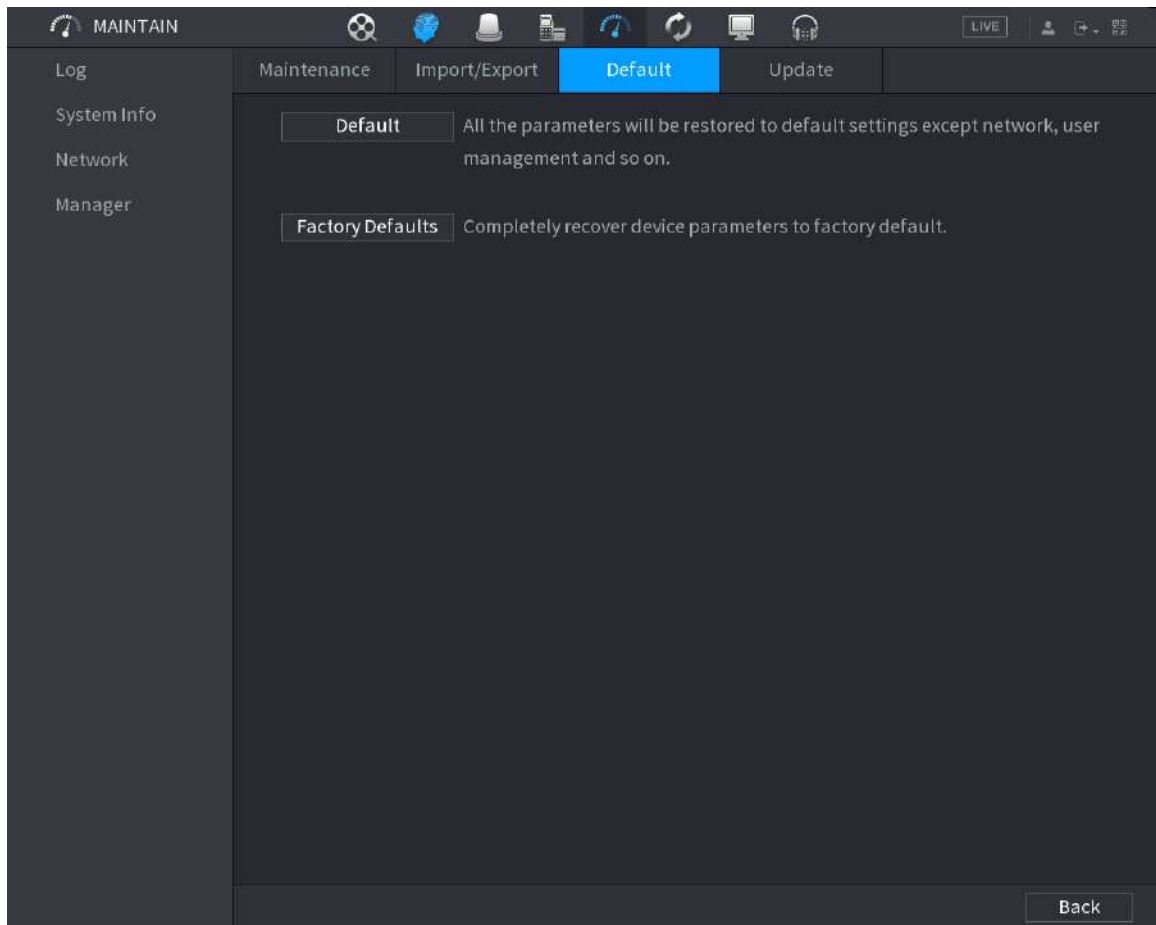 MAINTAIN
LIVE
Log
System Info
Network
Manager
Maintenance
Import/Export
Default
Update
Default
All the parameters will be restored to default settings except network, user
management and so on.
Factory Defaults
Completely recover device parameters to factory default.
Back